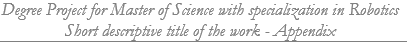 Degree Project for Master of Science with specialization in Robotics
Short descriptive title of the work - Appendix